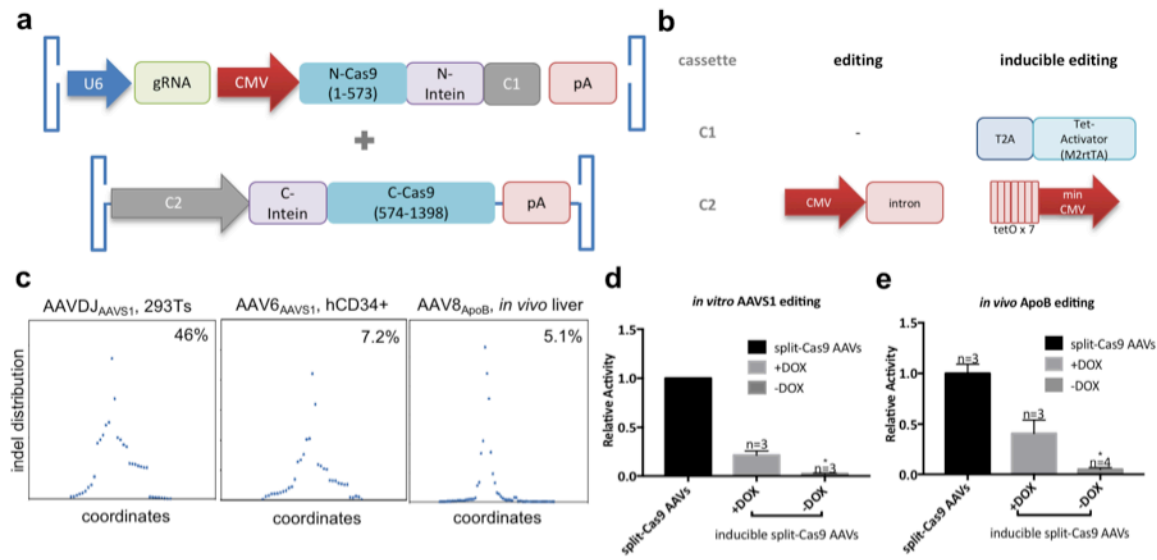 a
U6
gRNA
CMV
N-Cas9
(1-573)
N-
Intein
C1
pA
+
C2
C-
Intein
C-Cas9
(574-1398)
pA
b
cassette
editing
inducible editing
C1
-
T2A
Tet-
Activator
(M2rtTA)
C2
CMV
intron
min
CMV
tetO x 7
c
AAVDJAAVS1, 293Ts
AAV6AAVS1, hCD34+
AAV8ApoB, in vivo liver
46%
7.2%
5.1%
indel distribution
coordinates
coordinates
coordinates
d
in vitro AAVS1 editing
Relative Activity
1.5
1.0
0.5
0.0
split-Cas9 AAVs
+DOX
-DOX
n=3
*
n=3
split-Cas9 AAVs
+DOX
-DOX
inducible split-Cas9 AAVs
e
in vivo ApoB editing
Relative Activity
1.5
1.0
0.5
0.0
split-Cas9 AAVs
+DOX
-DOX
n=3
n=3
*
n=4
split-Cas9 AAVs
+DOX
-DOX
inducible split-Cas9 AAVs